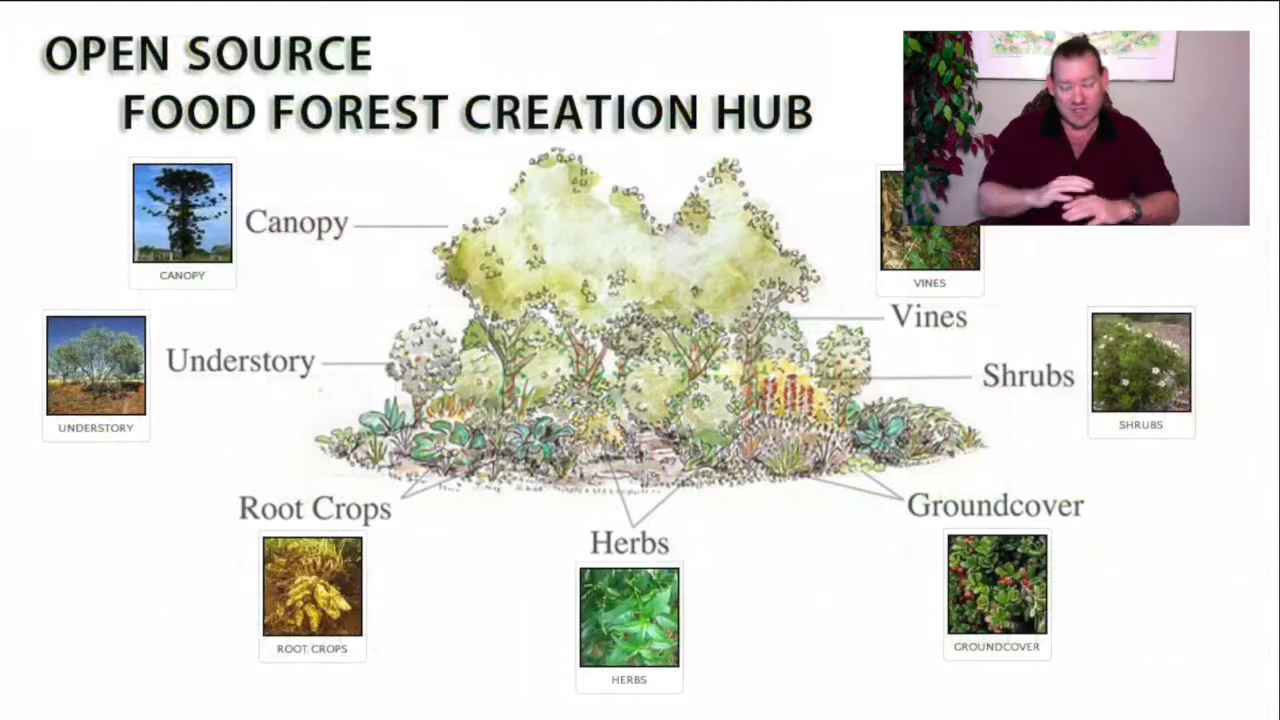 OPEN SOURCE
FOOD FOREST CREATION HUB
CANOPY
Canopy
VINES
Vines
UNDERSTORY
Understory
Shrubs
SHRUBS
Root Crops
Groundcover
Herbs
ROOT CROPS
GROUNDCOVER
HERBS